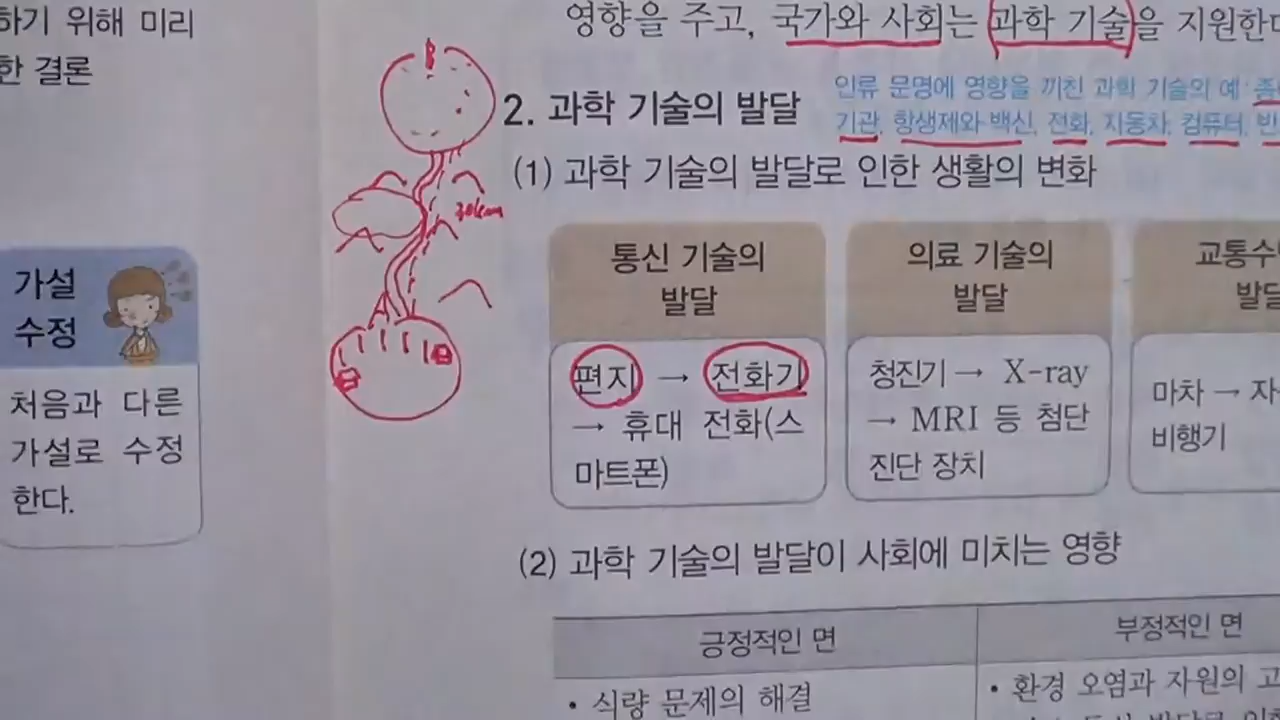 하기 위해 미리
한 결론
가설
수정
처음과 다른
가설로 수정
한다.
영향을 주고, 국가와 사회는 과학 기술을 지원한다
2. 과학 기술의 발달
인류 문명에 영향을 끼친 과학 기술의 예: 증
기관, 항생제와 백신, 전화, 자동차, 컴퓨터, 반
(1) 과학 기술의 발달로 인한 생활의 변화
통신 기술의
발달
편지 → 전화기
→ 휴대 전화(스
마트폰)
의료 기술의
발달
청진기 → X-ray
→ MRI 등 첨단
진단 장치
교통수
발달
마차 → 자
비행기
30km
(2) 과학 기술의 발달이 사회에 미치는 영향
긍정적인 면
부정적인 면
• 식량 문제의 해결
• 환경 오염과 자원의 고